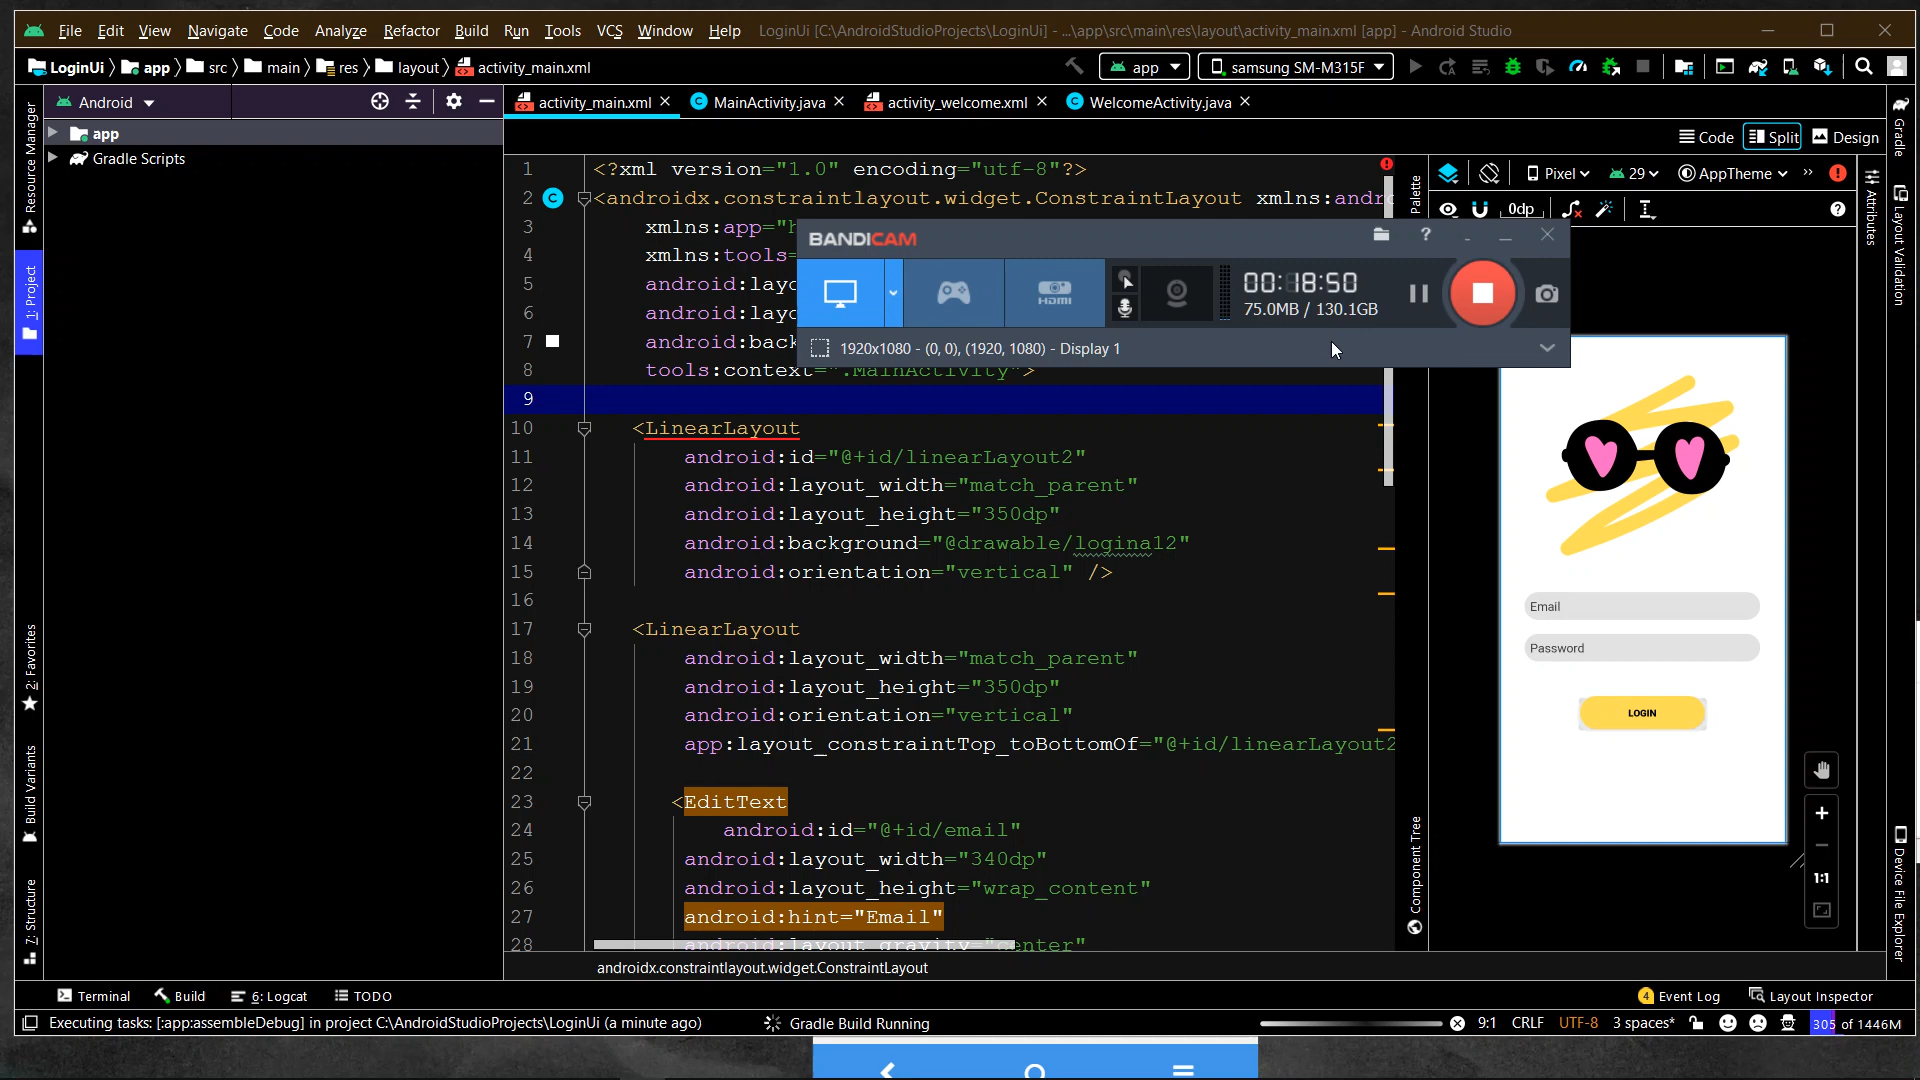 File Edit View Navigate Code Analyze Refactor Build Run Tools VCS Window Help LoginUi [C:\AndroidStudioProjects\LoginUi] - ...\app\src\main\res\layout\activity_main.xml [app] - Android Studio
LoginUi app src main res layout activity_main.xml app samsung SM-M315F
Android activity_main.xml MainActivity.java activity_welcome.xml WelcomeActivity.java
Code Split Design
app
Gradle Scripts
Resource Manager
1: Project
2: Favorites
Build Variants
7: Structure
1 <?xml version="1.0" encoding="utf-8"?>
2 <androidx.constraintlayout.widget.ConstraintLayout xmlns:andr
3 xmlns:app="h
4 xmlns:tools=
5 android:layo
6 android:layo
7 android:back
8 tools:context=".MainActivity">
9
10 <LinearLayout
11 android:id="@+id/linearLayout2"
12 android:layout_width="match_parent"
13 android:layout_height="350dp"
14 android:background="@drawable/logina12"
15 android:orientation="vertical" />
16
17 <LinearLayout
18 android:layout_width="match_parent"
19 android:layout_height="350dp"
20 android:orientation="vertical"
21 app:layout_constraintTop_toBottomOf="@+id/linearLayout2
22
23 <EditText
24 android:id="@+id/email"
25 android:layout_width="340dp"
26 android:layout_height="wrap_content"
27 android:hint="Email"
28 android:layout_gravity="center"
androidx.constraintlayout.widget.ConstraintLayout
BANDICAM
HDMI
00:18:50
75.0MB / 130.1GB
1920x1080 - (0, 0), (1920, 1080) - Display 1
Palette
Component Tree
Pixel 29 AppTheme
0dp
Email
Password
LOGIN
1:1
Attributes
Gradle
Layout Validation
Device File Explorer
Terminal Build 6: Logcat TODO 4 Event Log Layout Inspector
Executing tasks: [:app:assembleDebug] in project C:\AndroidStudioProjects\LoginUi (a minute ago) Gradle Build Running 9:1 CRLF UTF-8 3 spaces* 305 of 1446M